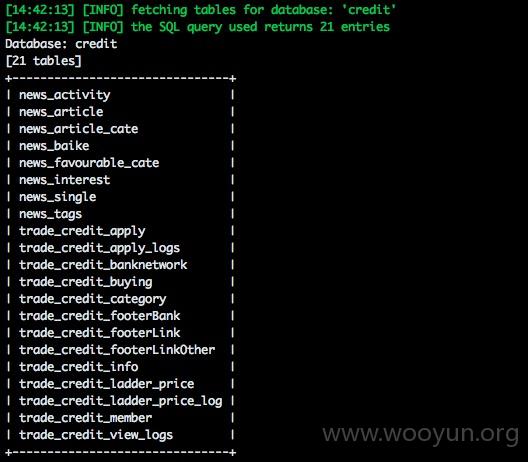 [14:42:13] [INFO] fetching tables for database: 'credit'
[14:42:13] [INFO] the SQL query used returns 21 entries
Database: credit
[21 tables]
+-------------------------------+
| news_activity |
| news_article |
| news_article_cate |
| news_baike |
| news_favourable_cate |
| news_interest |
| news_single |
| news_tags |
| trade_credit_apply |
| trade_credit_apply_logs |
| trade_credit_banknetwork |
| trade_credit_buying |
| trade_credit_category |
| trade_credit_footerBank |
| trade_credit_footerLink |
| trade_credit_footerLinkOther |
| trade_credit_info |
| trade_credit_ladder_price |
| trade_credit_ladder_price_log |
| trade_credit_member |
| trade_credit_view_logs |
+-------------------------------+
www.wooyun.org